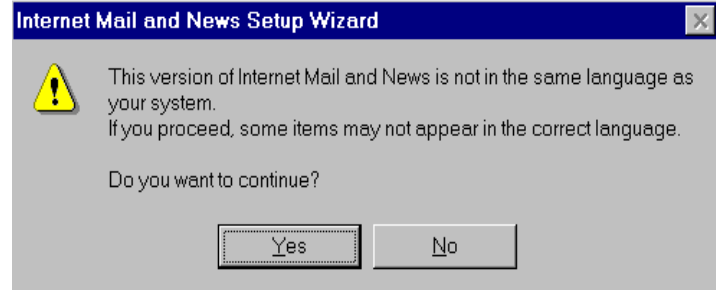 Internet Mail and News Setup Wizard
This version of Internet Mail and News is not in the same language as
your system.
If you proceed, some items may not appear in the correct language.
Do you want to continue?
Yes
No